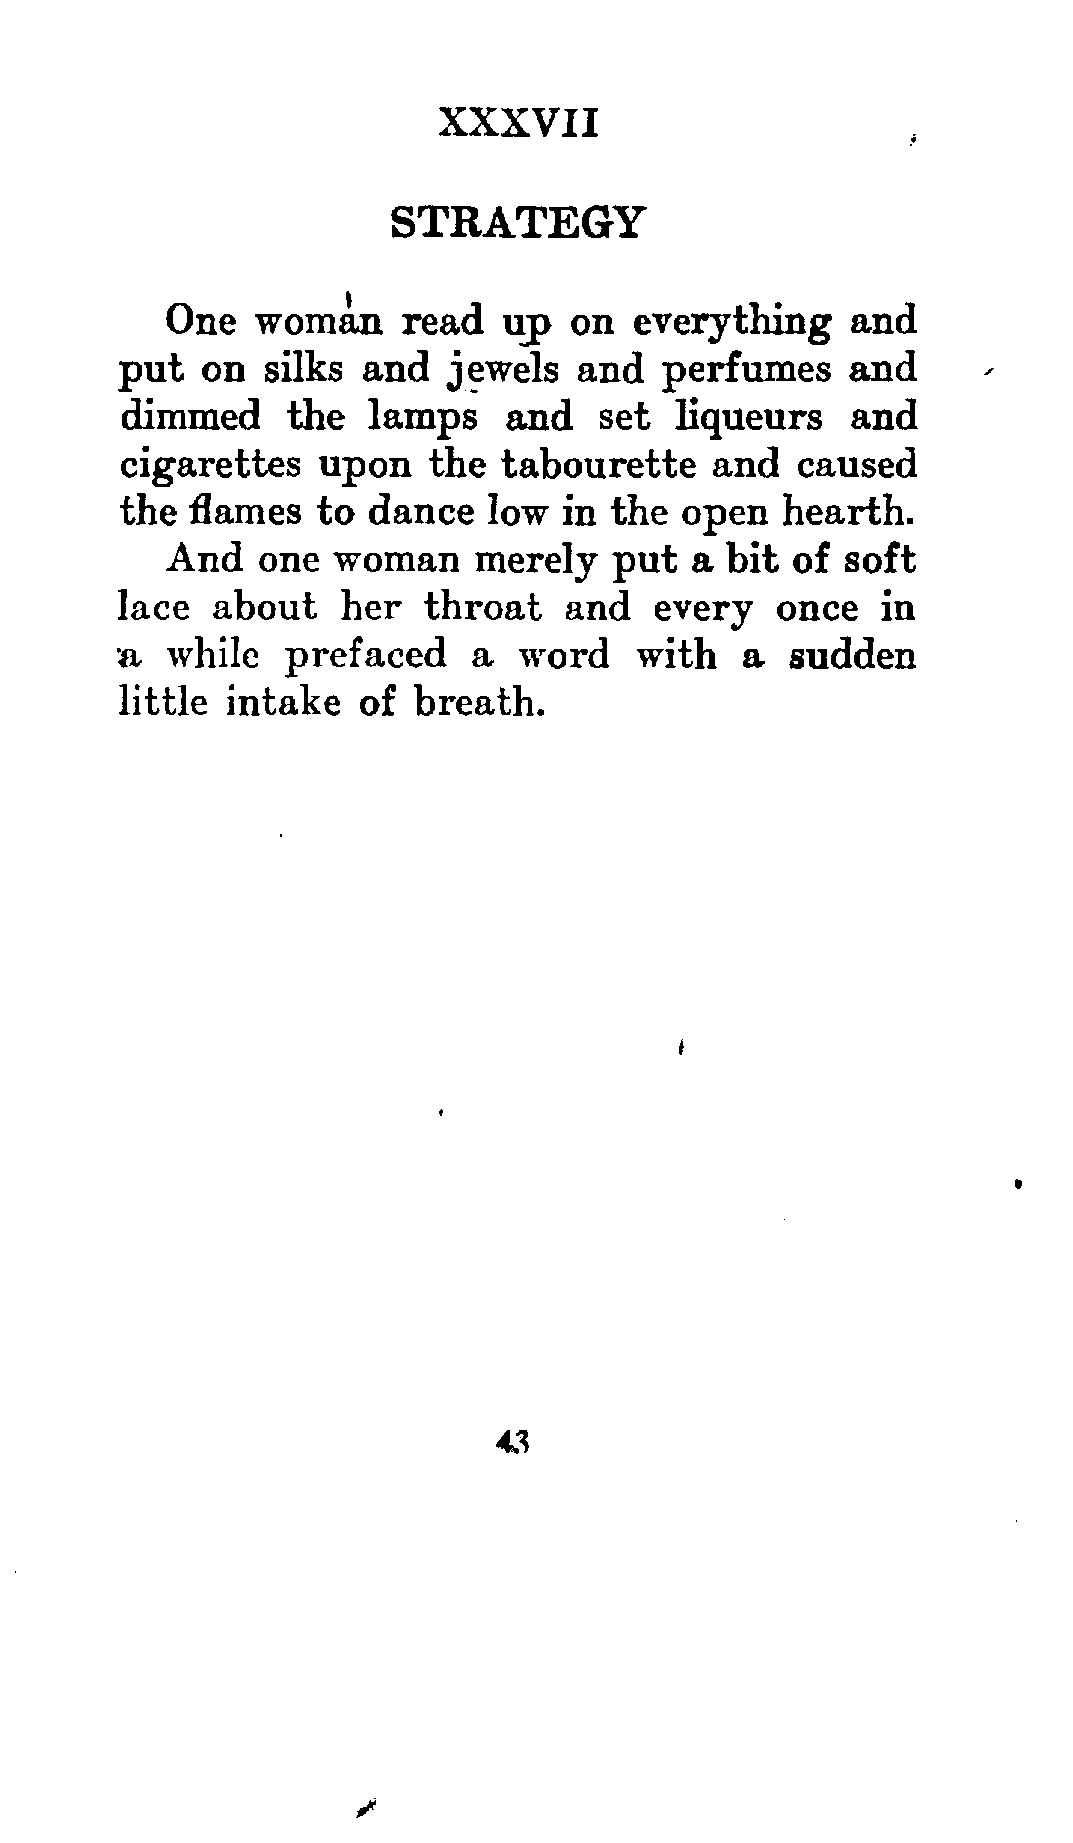 XXXVII
STRATEGY
One woman read up on everything and
put on silks and jewels and perfumes and
dimmed the lamps and set liqueurs and
cigarettes upon the tabourette and caused
the flames to dance low in the open hearth.
And one woman merely put a bit of soft
lace about her throat and every once in
a while prefaced a word with a sudden
little intake of breath.
43